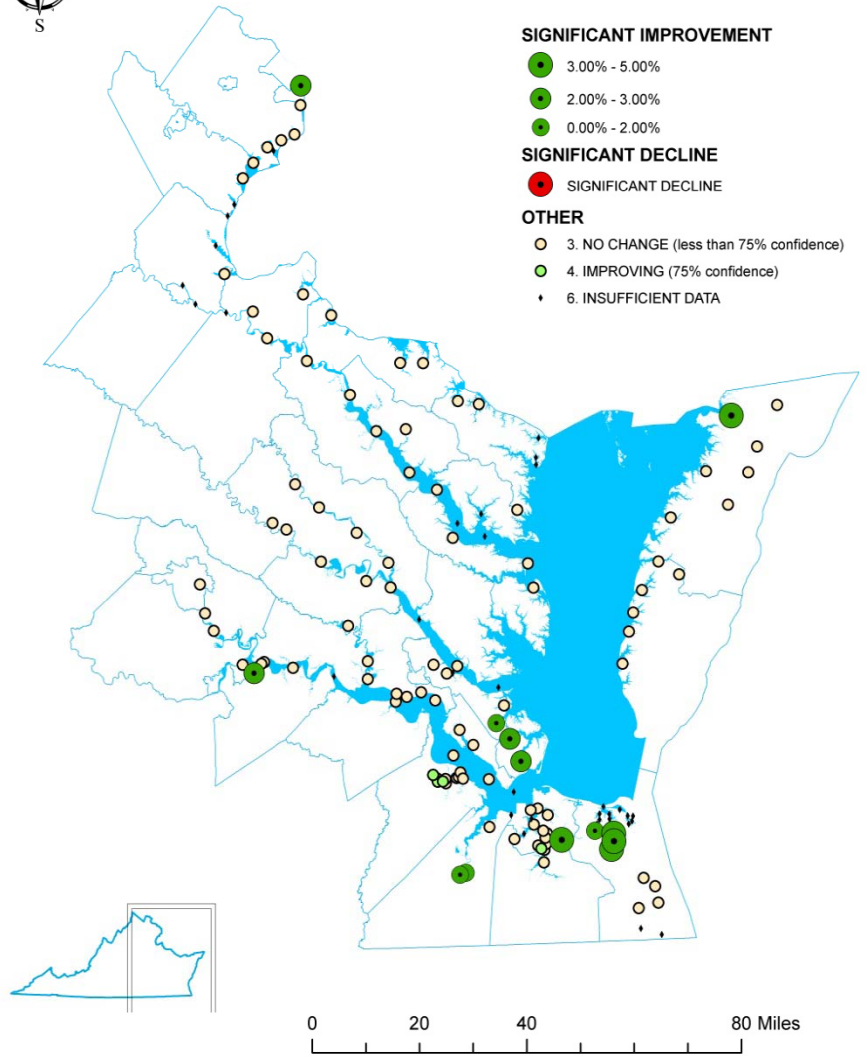 S
SIGNIFICANT IMPROVEMENT
3.00% - 5.00%
2.00% - 3.00%
0.00% - 2.00%
SIGNIFICANT DECLINE
SIGNIFICANT DECLINE
OTHER
3. NO CHANGE (less than 75% confidence)
4. IMPROVING (75% confidence)
6. INSUFFICIENT DATA
0 20 40 80 Miles